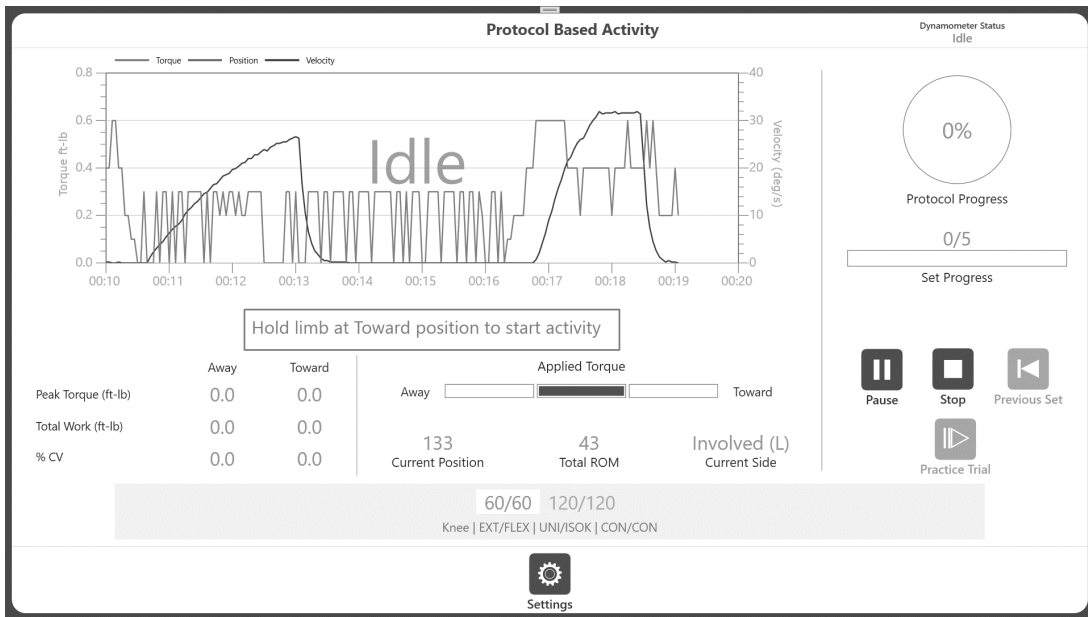 Protocol Based Activity
Dynamometer Status
Idle
Torque Position Velocity
0.8
0.6
0.4
0.2
0.0
Torque ft-lb
40
30
20
10
0
Velocity (deg/s)
Idle
00:10 00:11 00:12 00:13 00:14 00:15 00:16 00:17 00:18 00:19 00:20
0%
Protocol Progress
0/5
Set Progress
Hold limb at Toward position to start activity
Away Toward
Peak Torque (ft-lb) 0.0 0.0
Total Work (ft-lb) 0.0 0.0
% CV 0.0 0.0
Applied Torque
Away Toward
133 43 Involved (L)
Current Position Total ROM Current Side
Pause Stop Previous Set
Practice Trial
60/60 120/120
Knee | EXT/FLEX | UNI/ISOK | CON/CON
Settings